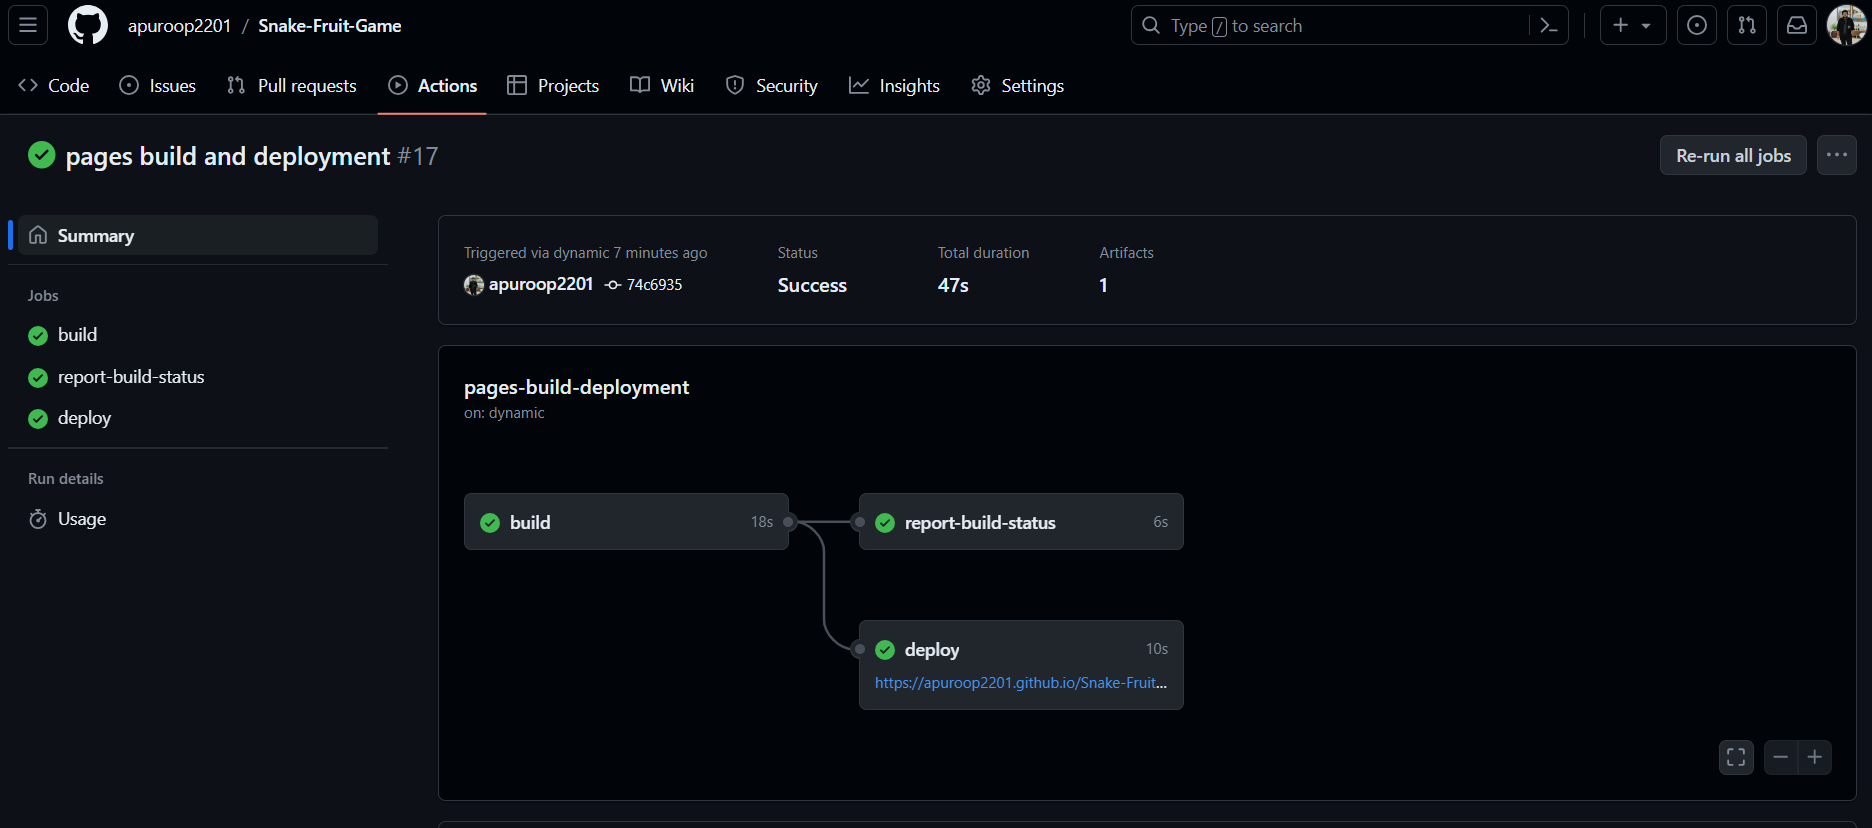 apuroop2201 / Snake-Fruit-Game
Type / to search
Code Issues Pull requests Actions Projects Wiki Security Insights Settings
pages build and deployment #17
Re-run all jobs
Summary
Jobs
build
report-build-status
deploy
Run details
Usage
Triggered via dynamic 7 minutes ago
apuroop2201 74c6935
Status
Success
Total duration
47s
Artifacts
1
pages-build-deployment
on: dynamic
build 18s
report-build-status 6s
deploy 10s
https://apuroop2201.github.io/Snake-Fruit...